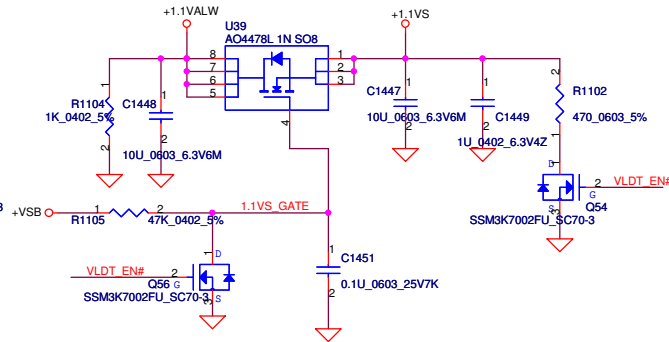 +1.1VALW
+1.1VS
U39
AO4478L 1N SO8
8
7
6
5
1
2
3
4
1
R1104
1K_0402_5%
2
1
C1448
2
10U_0603_6.3V6M
1
C1447
10U_0603_6.3V6M
2
1
C1449
1U_0402_6.3V4Z
2
2
R1102
470_0603_5%
1
1
D
VLDT_EN#
2
G
Q54
S
3
SSM3K7002FU_SC70-3
+VSB
1
2
R1105
47K_0402_5%
1.1VS_GATE
1
D
VLDT_EN#
2
G
Q56
S
3
SSM3K7002FU_SC70-3
1
C1451
0.1U_0603_25V7K
2